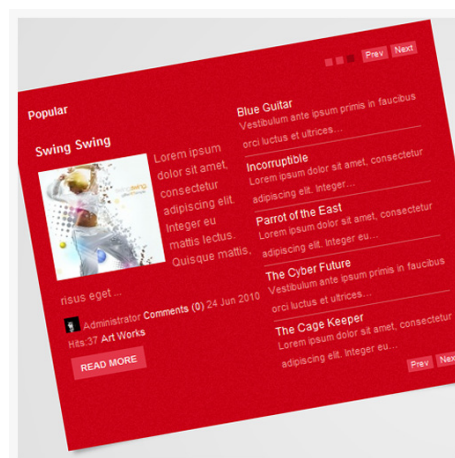 Prev Next
Popular
Swing Swing
Lorem ipsum
dolor sit amet,
consectetur
adipiscing elit.
Integer eu
mattis lectus.
Quisque mattis,
risus eget ...
Administrator Comments (0) 24 Jun 2010
Hits:37 Art Works
READ MORE
Blue Guitar
Vestibulum ante ipsum primis in faucibus
orci luctus et ultrices...
Incorruptible
Lorem ipsum dolor sit amet, consectetur
adipiscing elit. Integer...
Parrot of the East
Lorem ipsum dolor sit amet, consectetur
adipiscing elit. Integer eu...
The Cyber Future
Vestibulum ante ipsum primis in faucibus
orci luctus et ultrices...
The Cage Keeper
Lorem ipsum dolor sit amet, consectetur
adipiscing elit. Integer eu...
Prev Next